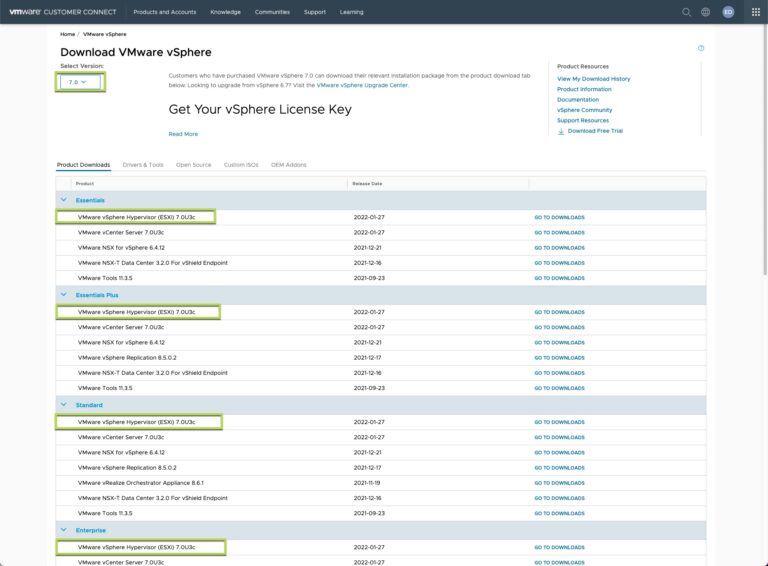 vmware® CUSTOMER CONNECT Products and Accounts Knowledge Communities Support Learning ED
Home / VMware vSphere
Download VMware vSphere
Select Version:
7.0
Customers who have purchased VMware vSphere 7.0 can download their relevant installation package from the product download tab
below. Looking to upgrade from vSphere 6.7? Visit the VMware vSphere Upgrade Center.
Get Your vSphere License Key
Read More
Product Resources
View My Download History
Product Information
Documentation
vSphere Community
Support Resources
Download Free Trial
Product Downloads Drivers & Tools Open Source Custom ISOs OEM Addons
Product Release Date
Essentials
VMware vSphere Hypervisor (ESXi) 7.0U3c 2022-01-27 GO TO DOWNLOADS
VMware vCenter Server 7.0U3c 2022-01-27 GO TO DOWNLOADS
VMware NSX for vSphere 6.4.12 2021-12-21 GO TO DOWNLOADS
VMware NSX-T Data Center 3.2.0 For vShield Endpoint 2021-12-16 GO TO DOWNLOADS
VMware Tools 11.3.5 2021-09-23 GO TO DOWNLOADS
Essentials Plus
VMware vSphere Hypervisor (ESXi) 7.0U3c 2022-01-27 GO TO DOWNLOADS
VMware vCenter Server 7.0U3c 2022-01-27 GO TO DOWNLOADS
VMware NSX for vSphere 6.4.12 2021-12-21 GO TO DOWNLOADS
VMware vSphere Replication 8.5.0.2 2021-12-17 GO TO DOWNLOADS
VMware NSX-T Data Center 3.2.0 For vShield Endpoint 2021-12-16 GO TO DOWNLOADS
VMware Tools 11.3.5 2021-09-23 GO TO DOWNLOADS
Standard
VMware vSphere Hypervisor (ESXi) 7.0U3c 2022-01-27 GO TO DOWNLOADS
VMware vCenter Server 7.0U3c 2022-01-27 GO TO DOWNLOADS
VMware NSX for vSphere 6.4.12 2021-12-21 GO TO DOWNLOADS
VMware vSphere Replication 8.5.0.2 2021-12-17 GO TO DOWNLOADS
VMware vRealize Orchestrator Appliance 8.6.1 2021-11-19 GO TO DOWNLOADS
VMware NSX-T Data Center 3.2.0 For vShield Endpoint 2021-12-16 GO TO DOWNLOADS
VMware Tools 11.3.5 2021-09-23 GO TO DOWNLOADS
Enterprise
VMware vSphere Hypervisor (ESXi) 7.0U3c 2022-01-27 GO TO DOWNLOADS
VMware vCenter Server 7.0U3c 2022-01-27 GO TO DOWNLOADS